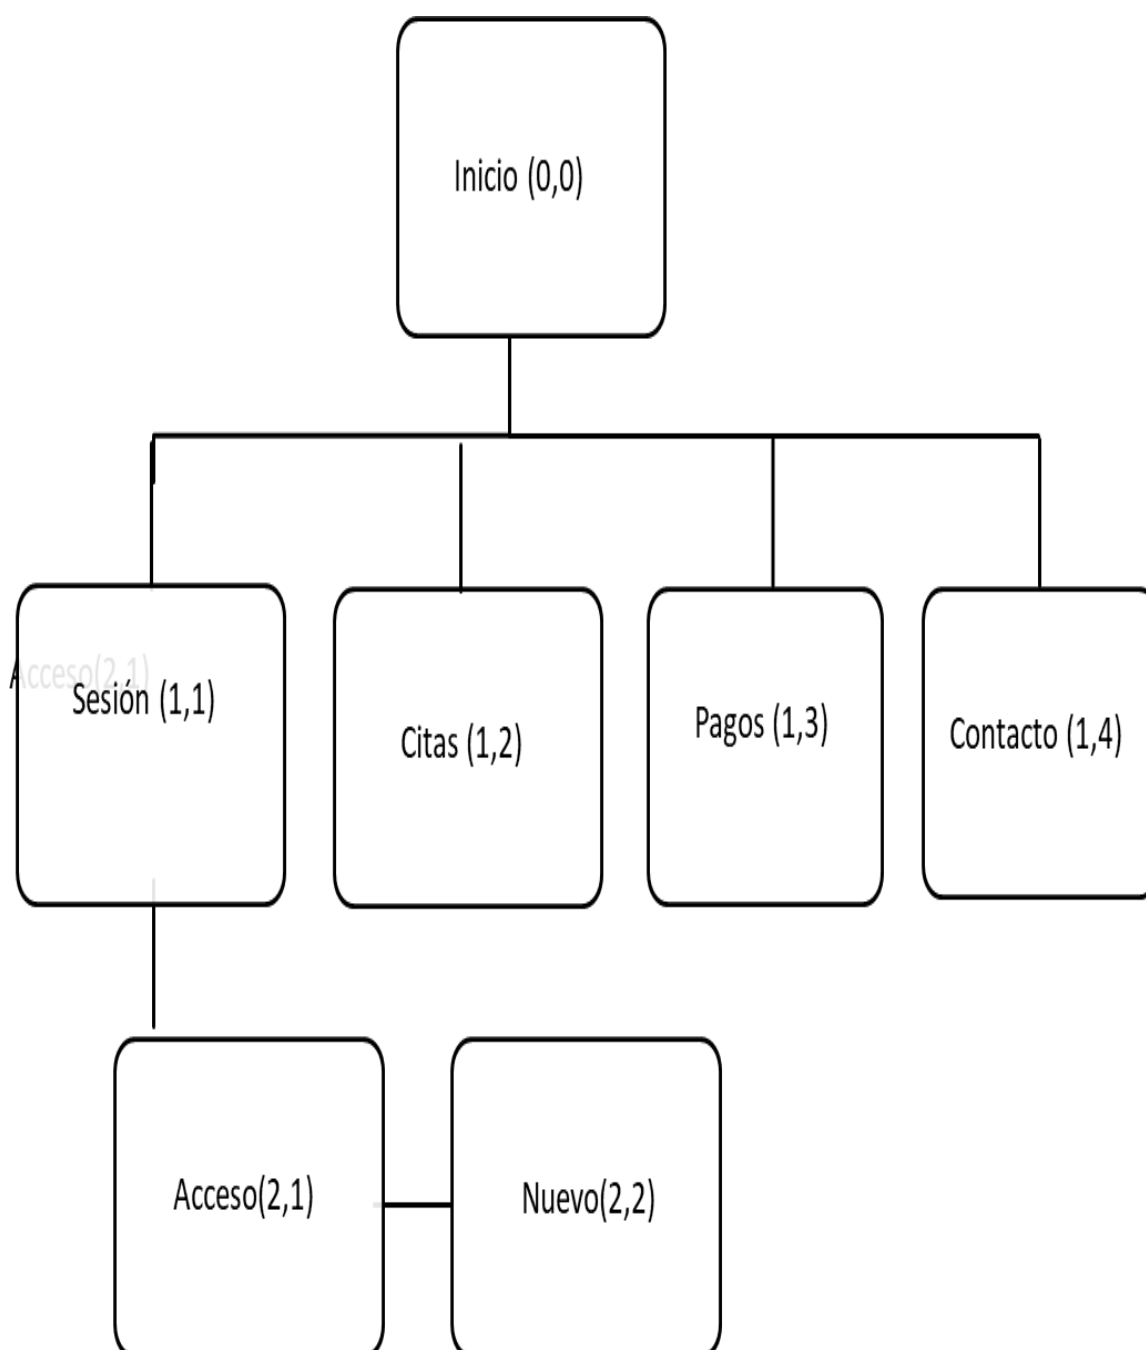 Inicio (0,0)
Acceso(2,1)
Sesión (1,1)
Citas (1,2)
Pagos (1,3)
Contacto (1,4)
Acceso(2,1)
Nuevo(2,2)